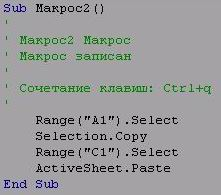 Sub Макрос2()
'
' Макрос2 Макрос
' Макрос записан
'
' Сочетание клавиш: Ctrl+q
'
Range("A1").Select
Selection.Copy
Range("C1").Select
ActiveSheet.Paste
End Sub